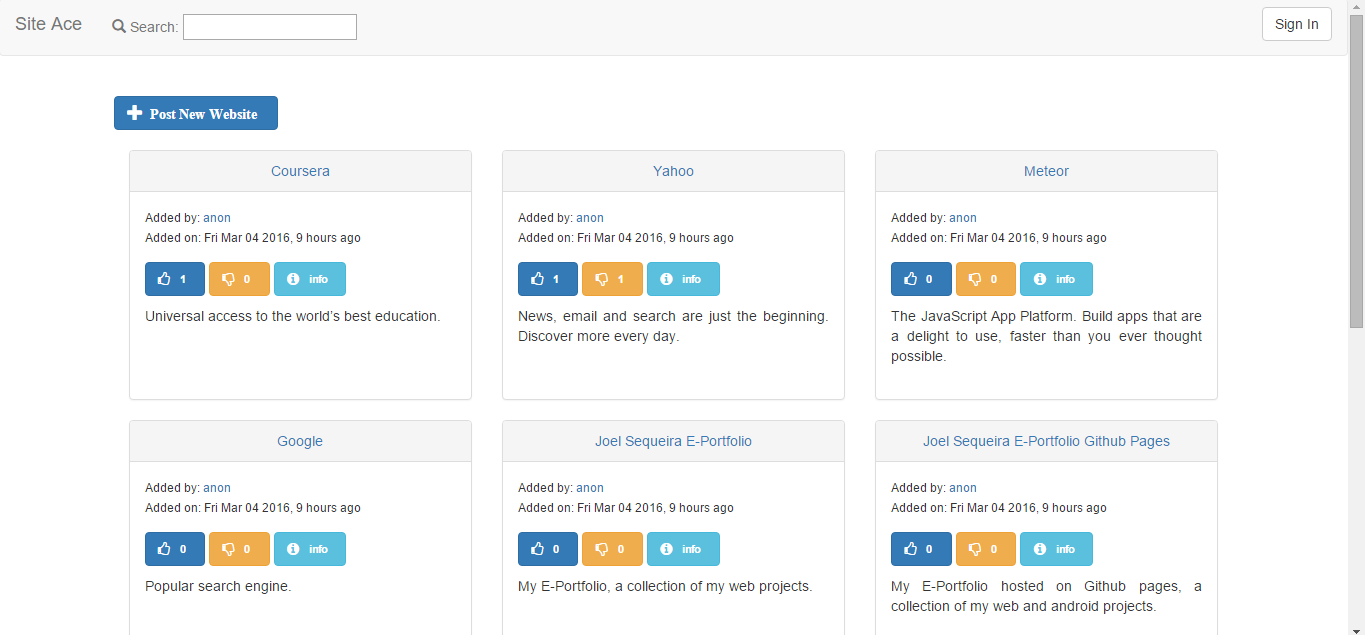 Site Ace
Search:
Sign In
Post New Website
Coursera
Added by: anon
Added on: Fri Mar 04 2016, 9 hours ago
1
0
info
Universal access to the world’s best education.
Yahoo
Added by: anon
Added on: Fri Mar 04 2016, 9 hours ago
1
1
info
News, email and search are just the beginning.
Discover more every day.
Meteor
Added by: anon
Added on: Fri Mar 04 2016, 9 hours ago
0
0
info
The JavaScript App Platform. Build apps that are
a delight to use, faster than you ever thought
possible.
Google
Added by: anon
Added on: Fri Mar 04 2016, 9 hours ago
0
0
info
Popular search engine.
Joel Sequeira E-Portfolio
Added by: anon
Added on: Fri Mar 04 2016, 9 hours ago
0
0
info
My E-Portfolio, a collection of my web projects.
Joel Sequeira E-Portfolio Github Pages
Added by: anon
Added on: Fri Mar 04 2016, 9 hours ago
0
0
info
My E-Portfolio hosted on Github pages, a
collection of my web and android projects.